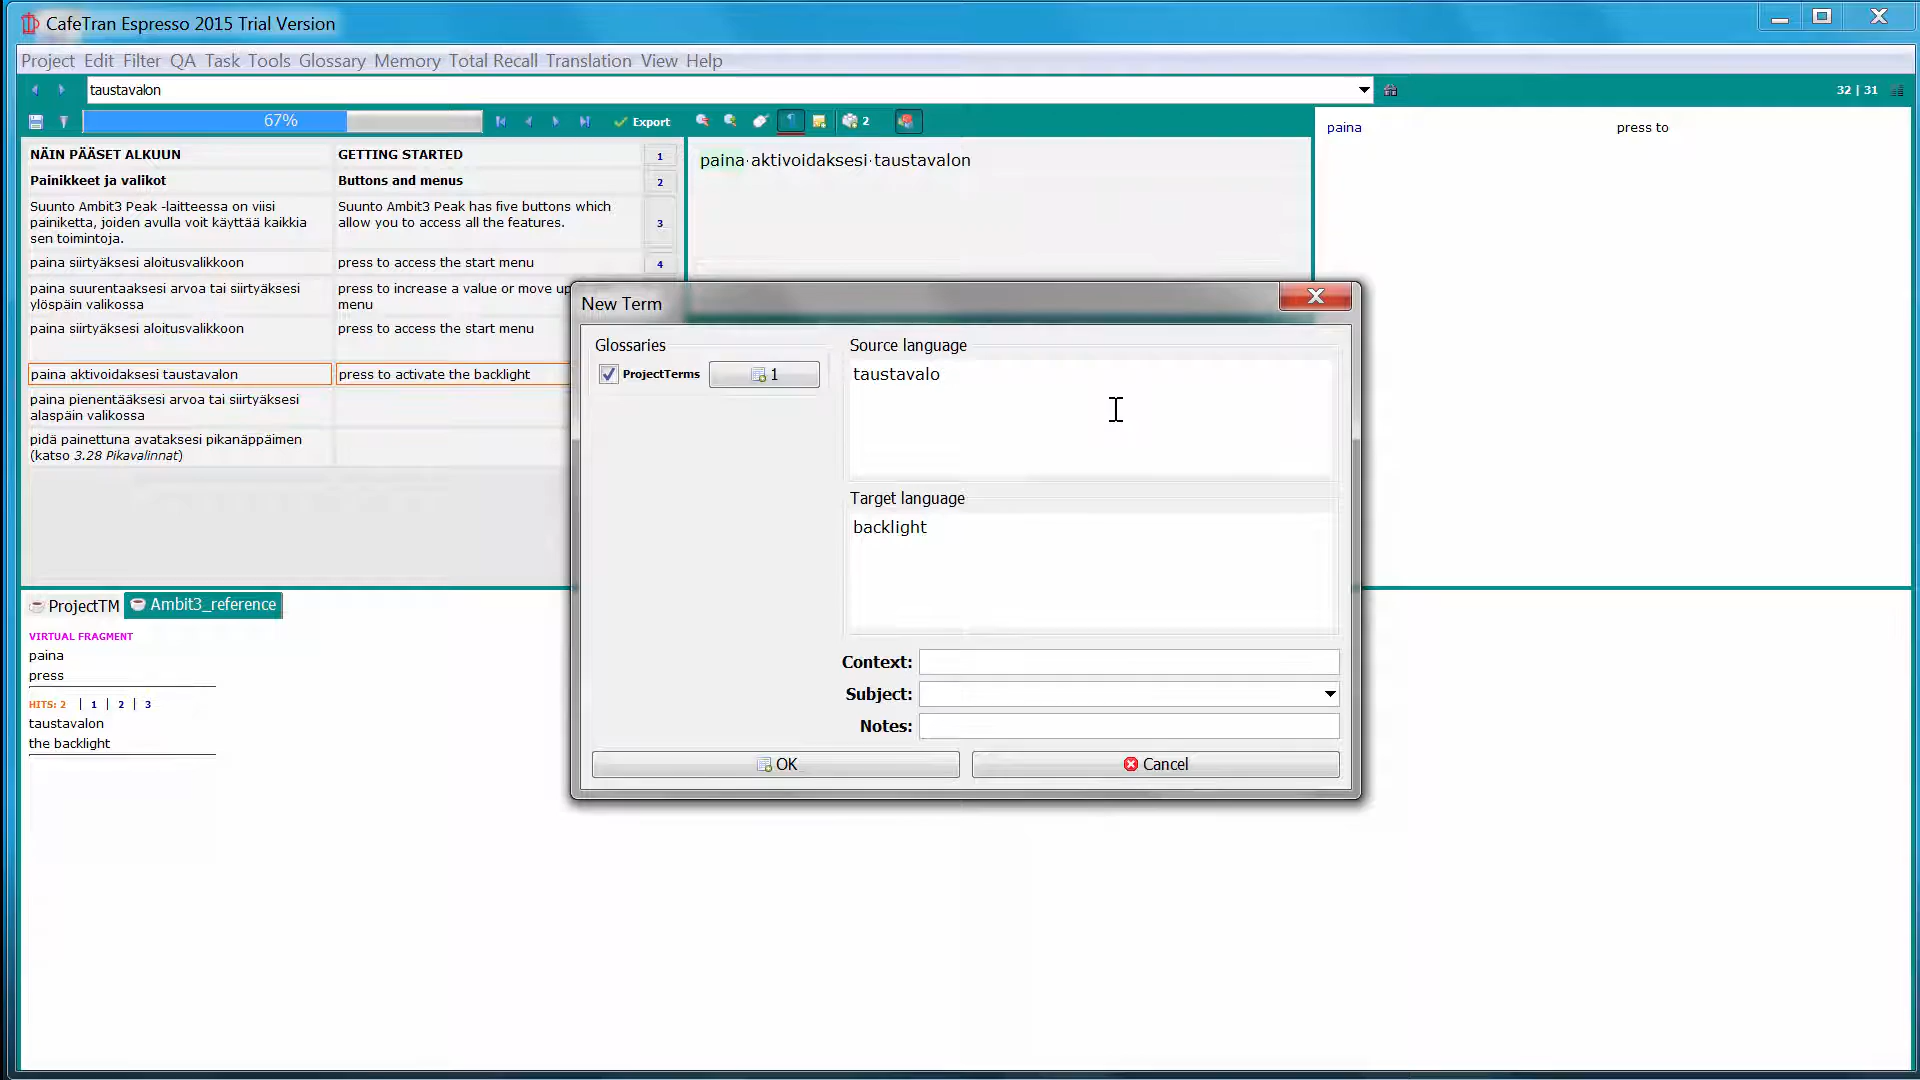 CafeTran Espresso 2015 Trial Version
Project Edit Filter QA Task Tools Glossary Memory Total Recall Translation View Help
taustavalon
32 | 31
67%
Export
2
NÄIN PÄÄSET ALKUUN
GETTING STARTED
1
Painikkeet ja valikot
Buttons and menus
2
Suunto Ambit3 Peak -laitteessa on viisi
painiketta, joiden avulla voit käyttää kaikkia
sen toimintoja.
Suunto Ambit3 Peak has five buttons which
allow you to access all the features.
3
paina siirtyäksesi aloitusvalikkoon
press to access the start menu
4
paina suurentaaksesi arvoa tai siirtyäksesi
ylöspäin valikossa
press to increase a value or move up
menu
paina siirtyäksesi aloitusvalikkoon
press to access the start menu
paina aktivoidaksesi taustavalon
press to activate the backlight
paina pienentääksesi arvoa tai siirtyäksesi
alaspäin valikossa
pidä painettuna avataksesi pikanäppäimen
(katso 3.28 Pikavalinnat)
paina·aktivoidaksesi·taustavalon
paina
press to
New Term
Glossaries
ProjectTerms
1
Source language
taustavalo
Target language
backlight
Context:
Subject:
Notes:
OK
Cancel
ProjectTM
Ambit3_reference
VIRTUAL FRAGMENT
paina
press
HITS: 2 | 1 | 2 | 3
taustavalon
the backlight